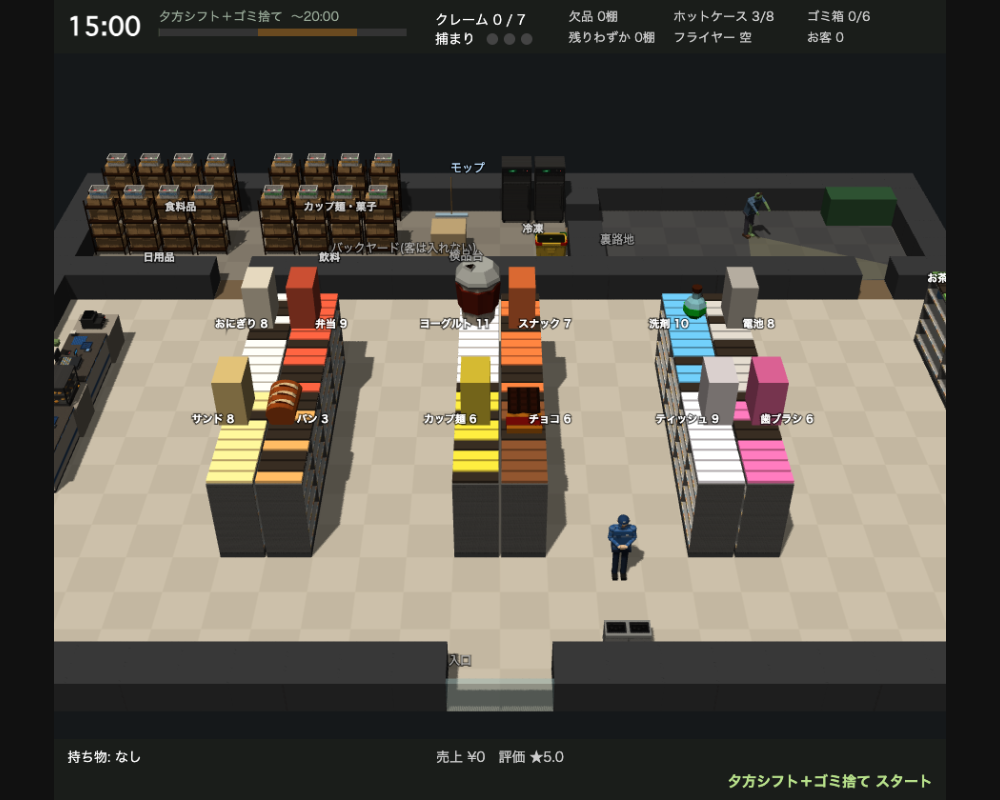 15:00
夕方シフト＋ゴミ捨て ～20:00
クレーム 0 / 7
捕まり
欠品 0棚
残りわずか 0棚
ホットケース 3/8
フライヤー 空
ゴミ箱 0/6
お客 0
モップ
食料品
カップ麺・菓子
冷凍
裏路地
バックヤード(客は入れない)
検品台
日用品
飲料
お茶
おにぎり 8
弁当 9
ヨーグルト 11
スナック 7
洗剤 10
電池 8
サンド 8
パン 3
カップ麺 6
チョコ 6
ティッシュ 9
歯ブラシ 6
入口
持ち物: なし
売上 ¥0 評価 ★5.0
夕方シフト＋ゴミ捨て スタート